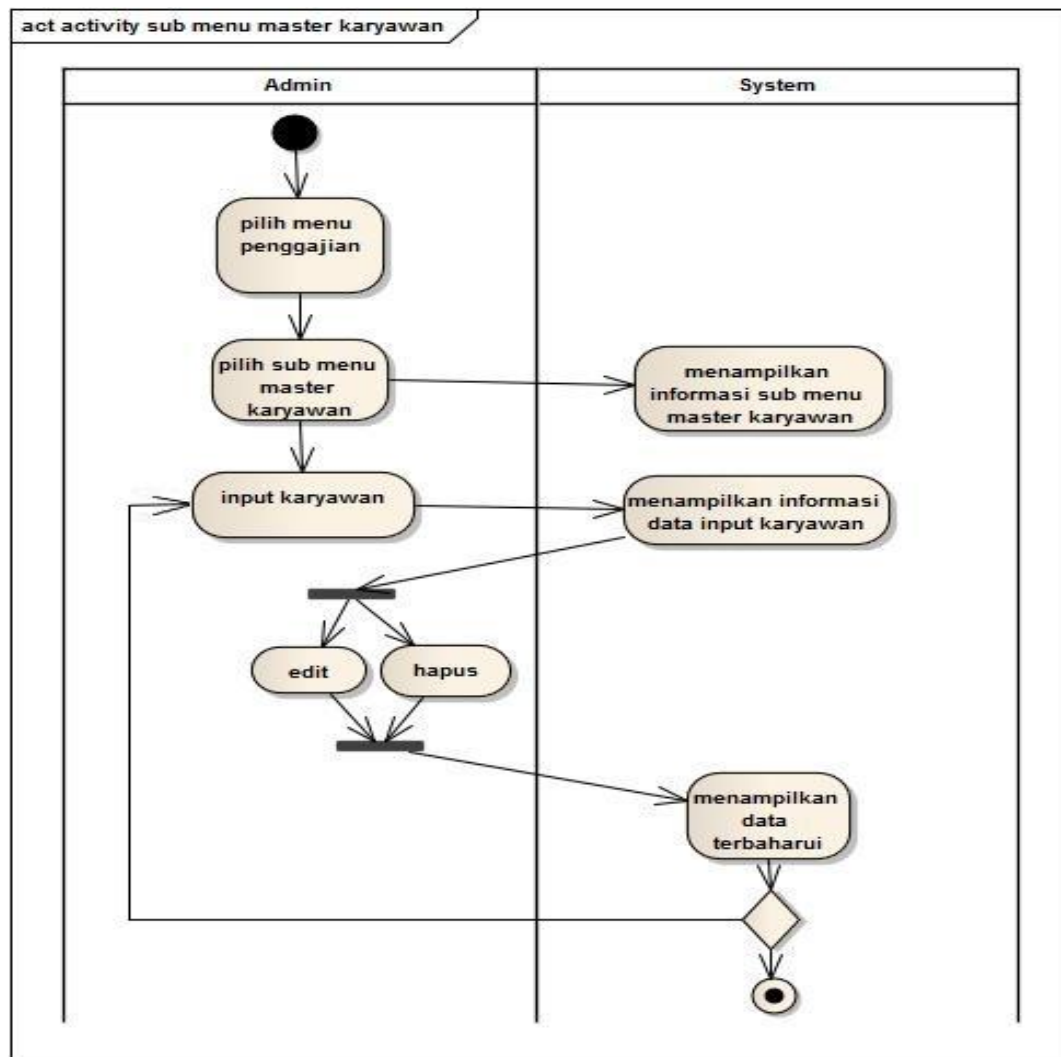 act activity sub menu master karyawan
Admin
System
pilih menu
penggajian
pilih sub menu
master
karyawan
menampilkan
informasi sub menu
master karyawan
input karyawan
menampilkan informasi
data input karyawan
edit
hapus
menampilkan
data
terbaharui